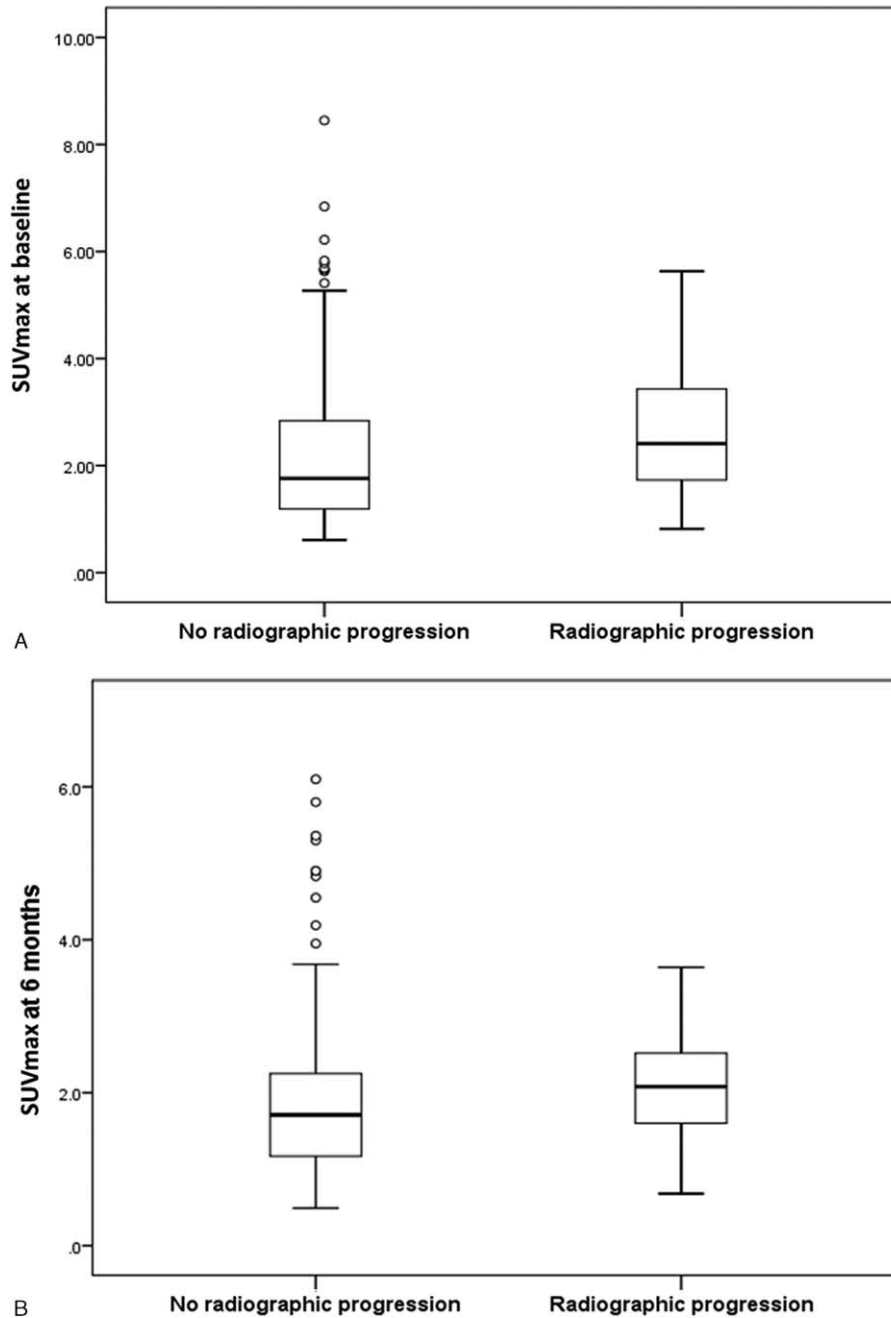 SUVmax at baseline
10.00
8.00
6.00
4.00
2.00
.00
No radiographic progression
Radiographic progression
A
SUVmax at 6 months
6.0
4.0
2.0
.0
No radiographic progression
Radiographic progression
B